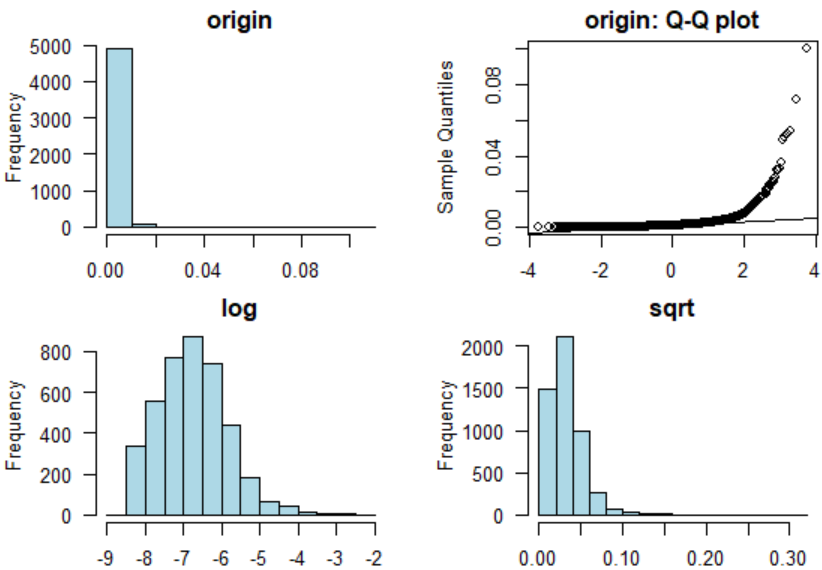 origin
Frequency
5000
4000
3000
2000
1000
0
0.00 0.04 0.08
origin: Q-Q plot
Sample Quantiles
0.08
0.04
0.00
-4 -2 0 2 4
log
Frequency
800
600
400
200
0
-9 -8 -7 -6 -5 -4 -3 -2
sqrt
Frequency
2000
1500
1000
500
0
0.00 0.10 0.20 0.30